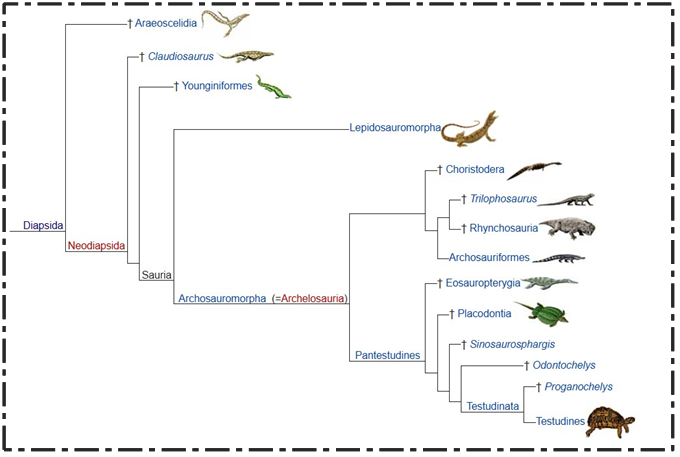 † Araeoscelidia
† Claudiosaurus
† Younginiformes
Lepidosauromorpha
† Choristodera
† Trilophosaurus
Diapsida
† Rhynchosauria
Neodiapsida
Archosauriformes
Sauria
† Eosauropterygia
Archosauromorpha (=Archelosauria)
† Placodontia
† Sinosaurosphargis
Pantestudines
† Odontochelys
† Proganochelys
Testudinata
Testudines